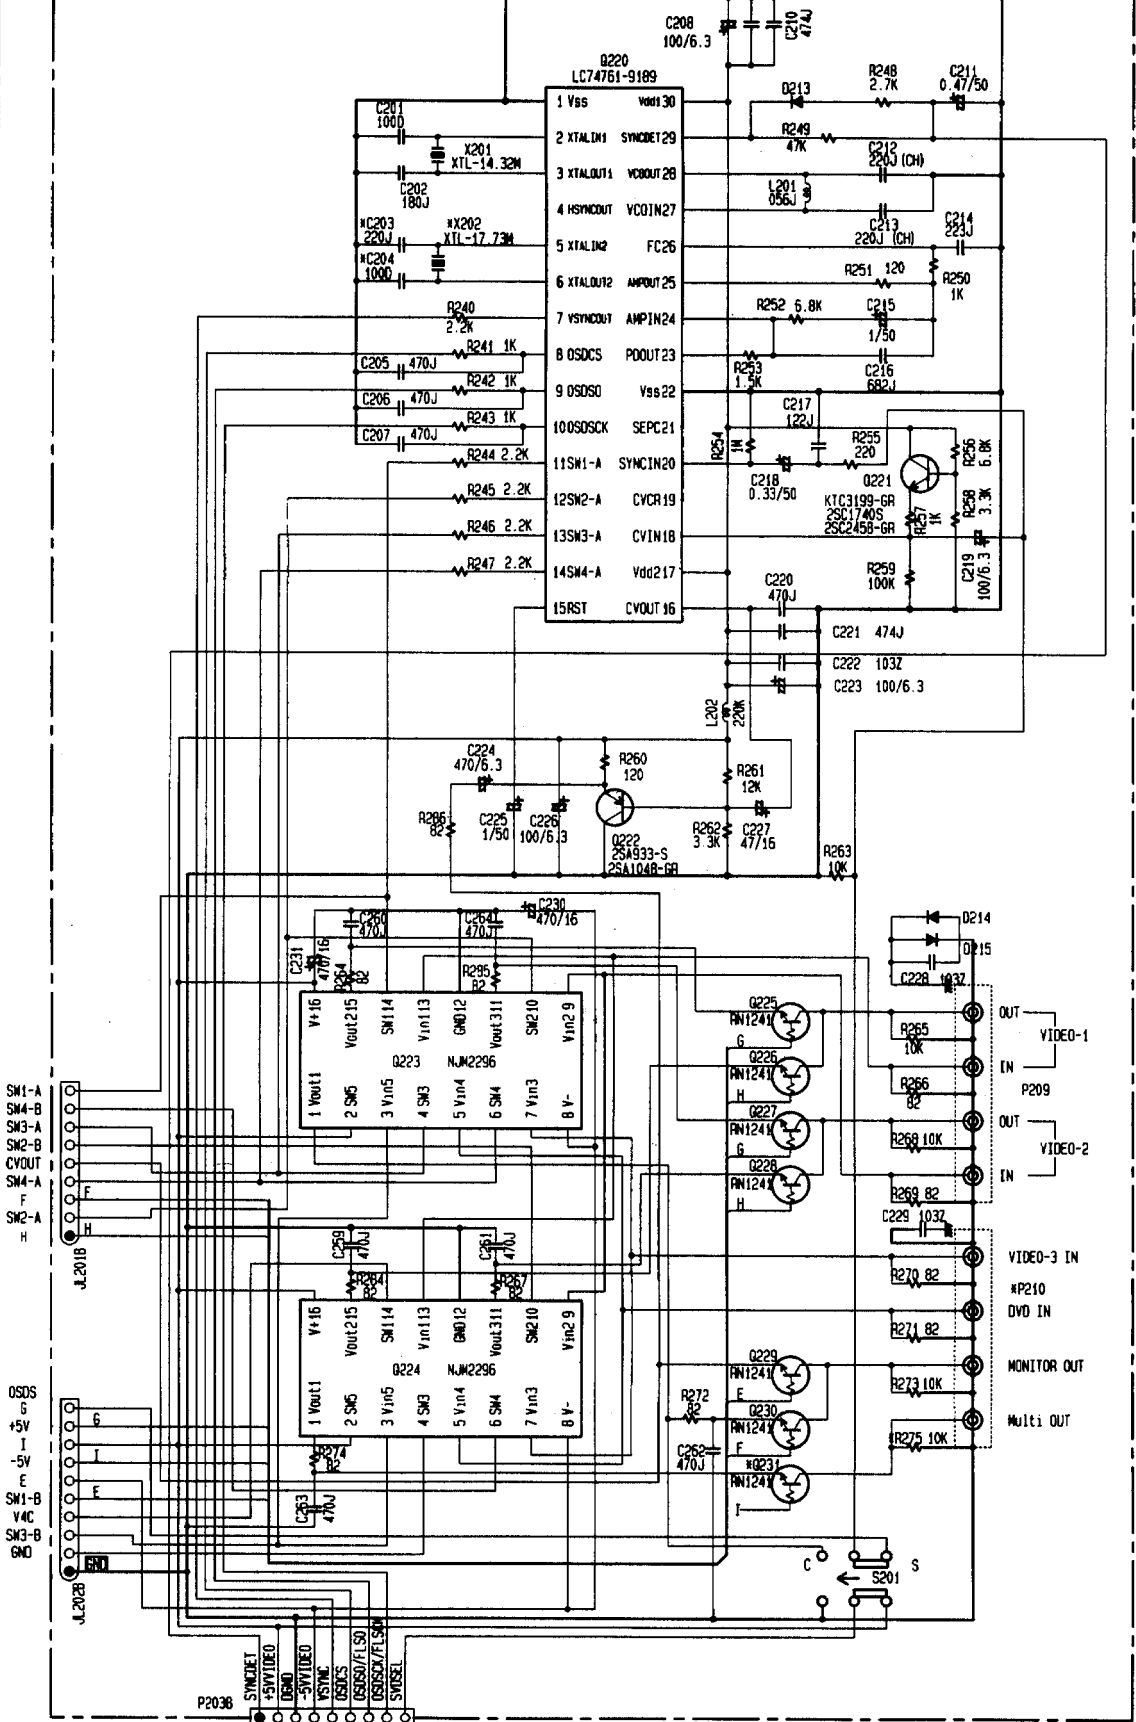 C208
100/6.3
C210
474J
Q220
LC74761-9189
1 Vss
Vdd1 30
2 XTALIN1
SYNCDET 29
3 XTALOUT1
VCOOUT 28
4 HSYNCOUT
VCOIN 27
5 XTALIN2
FC 26
6 XTALOUT2
AMPOUT 25
7 VSYNCOUT
AMPIN 24
8 OSDCS
PDOUT 23
9 OSDSO
Vss 22
10 OSDSCK
SEPC 21
11 SW1-A
SYNCIN 20
12 SW2-A
CVCR 19
13 SW3-A
CVIN 18
14 SW4-A
Vdd2 17
15 RST
CVOUT 16
C201
100D
X201
XTL-14.32M
C202
180J
*C203
220J
*X202
XTL-17.73M
*C204
100D
R240
2.2K
R241 1K
C205 470J
R242 1K
C206 470J
R243 1K
C207 470J
R244 2.2K
R245 2.2K
R246 2.2K
R247 2.2K
D213
R248
2.7K
C211
0.47/50
R249
47K
C212
220J (CH)
L201
056J
C213
220J (CH)
C214
223J
R251 120
R250
1K
R252 6.8K
C215
1/50
R253
1.5K
C216
682J
C217
122J
R254
1M
R255
220
C218
0.33/50
Q221
KTC3199-GR
2SC1740S
2SC2458-GR
R256
6.8K
R257
1K
R258
3.3K
R259
100K
C219
100/6.3
C220
470J
C221 474J
C222 103Z
C223 100/6.3
L202
220K
C224
470/6.3
R260
120
R261
12K
R286
82
C225
1/50
C226
100/6.3
Q222
2SA933-S
2SA1048-GR
R262
3.3K
C227
47/16
R263
10K
C260
470J
C264
470J
C230
470/16
C231
470/16
R264
82
R295
82
D214
D215
C228 103Z
V+16
Vout2 15
SW1 14
Vin1 13
GND 12
Vout3 11
SW2 10
Vin2 9
Q223 NJM2296
1 Vout1
2 SW5
3 Vin5
4 SW3
5 Vin4
6 SW4
7 Vin3
8 V-
Q225
RN1241
G
Q226
RN1241
H
Q227
RN1241
G
Q228
RN1241
H
R265
10K
R266
82
R268 10K
R269 82
C229 103Z
OUT
VIDEO-1
IN
P209
OUT
VIDEO-2
IN
SW1-A
SW4-B
SW3-A
SW2-B
CVOUT
SW4-A
F
F
SW2-A
H
H
JL201B
C259
470J
C261
470J
R284
82
R267
82
V+16
Vout2 15
SW1 14
Vin1 13
GND 12
Vout3 11
SW2 10
Vin2 9
Q224 NJM2296
1 Vout1
2 SW5
3 Vin5
4 SW3
5 Vin4
6 SW4
7 Vin3
8 V-
VIDEO-3 IN
R270 82
*P210
DVD IN
R271 82
MONITOR OUT
R273 10K
Multi OUT
*R275 10K
Q229
RN1241
E
R272
82
Q230
RN1241
F
C262
470J
*Q231
RN1241
I
R274
82
C263
470J
OSDS
G
G
+5V
I
I
-5V
E
E
SW1-B
V4C
SW3-B
GND
GND
JL202B
C
S201
S
SYNCDET
+5VVIDEO
DGND
-5VVIDEO
VSYNC
OSDCS
OSDSO/FLSO
OSDSCK/FLSCK
SVDSEL
P203B